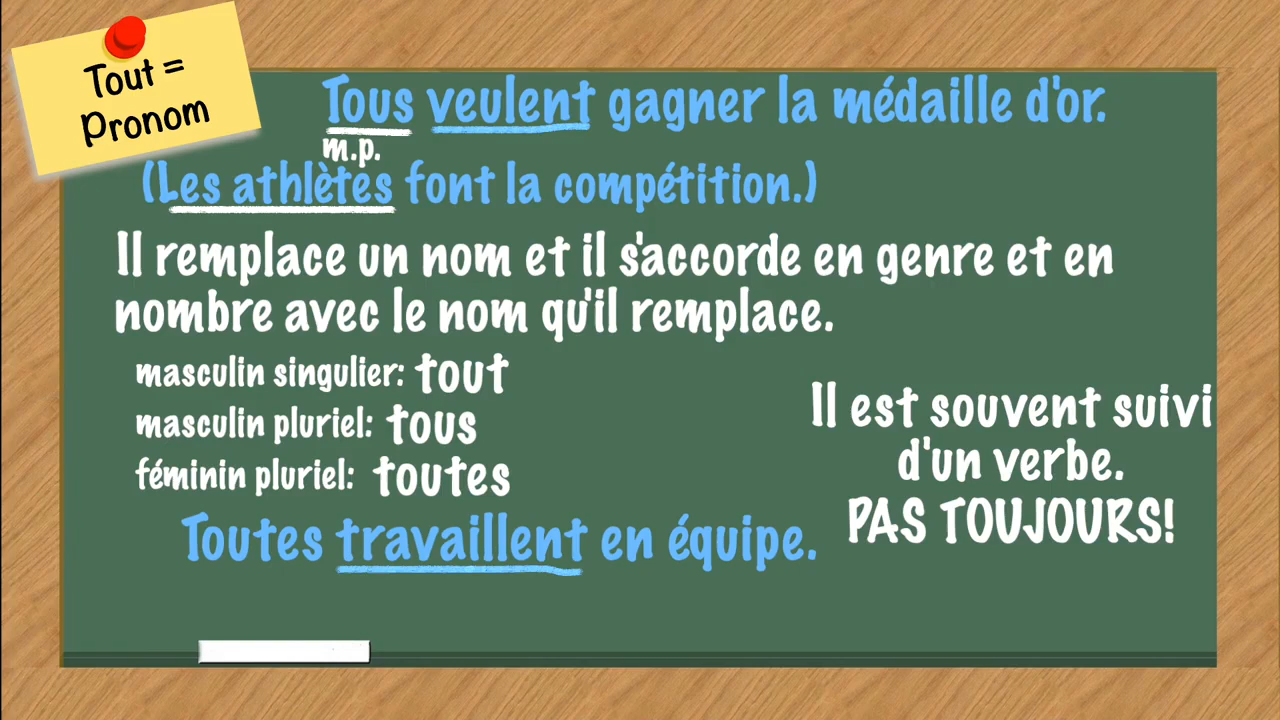 Tout =
Pronom
Tous veulent gagner la médaille d'or.
m.p.
(Les athlètes font la compétition.)
Il remplace un nom et il s'accorde en genre et en
nombre avec le nom qu'il remplace.
masculin singulier: tout
masculin pluriel: tous
féminin pluriel: toutes
Il est souvent suivi
d'un verbe.
PAS TOUJOURS!
Toutes travaillent en équipe.